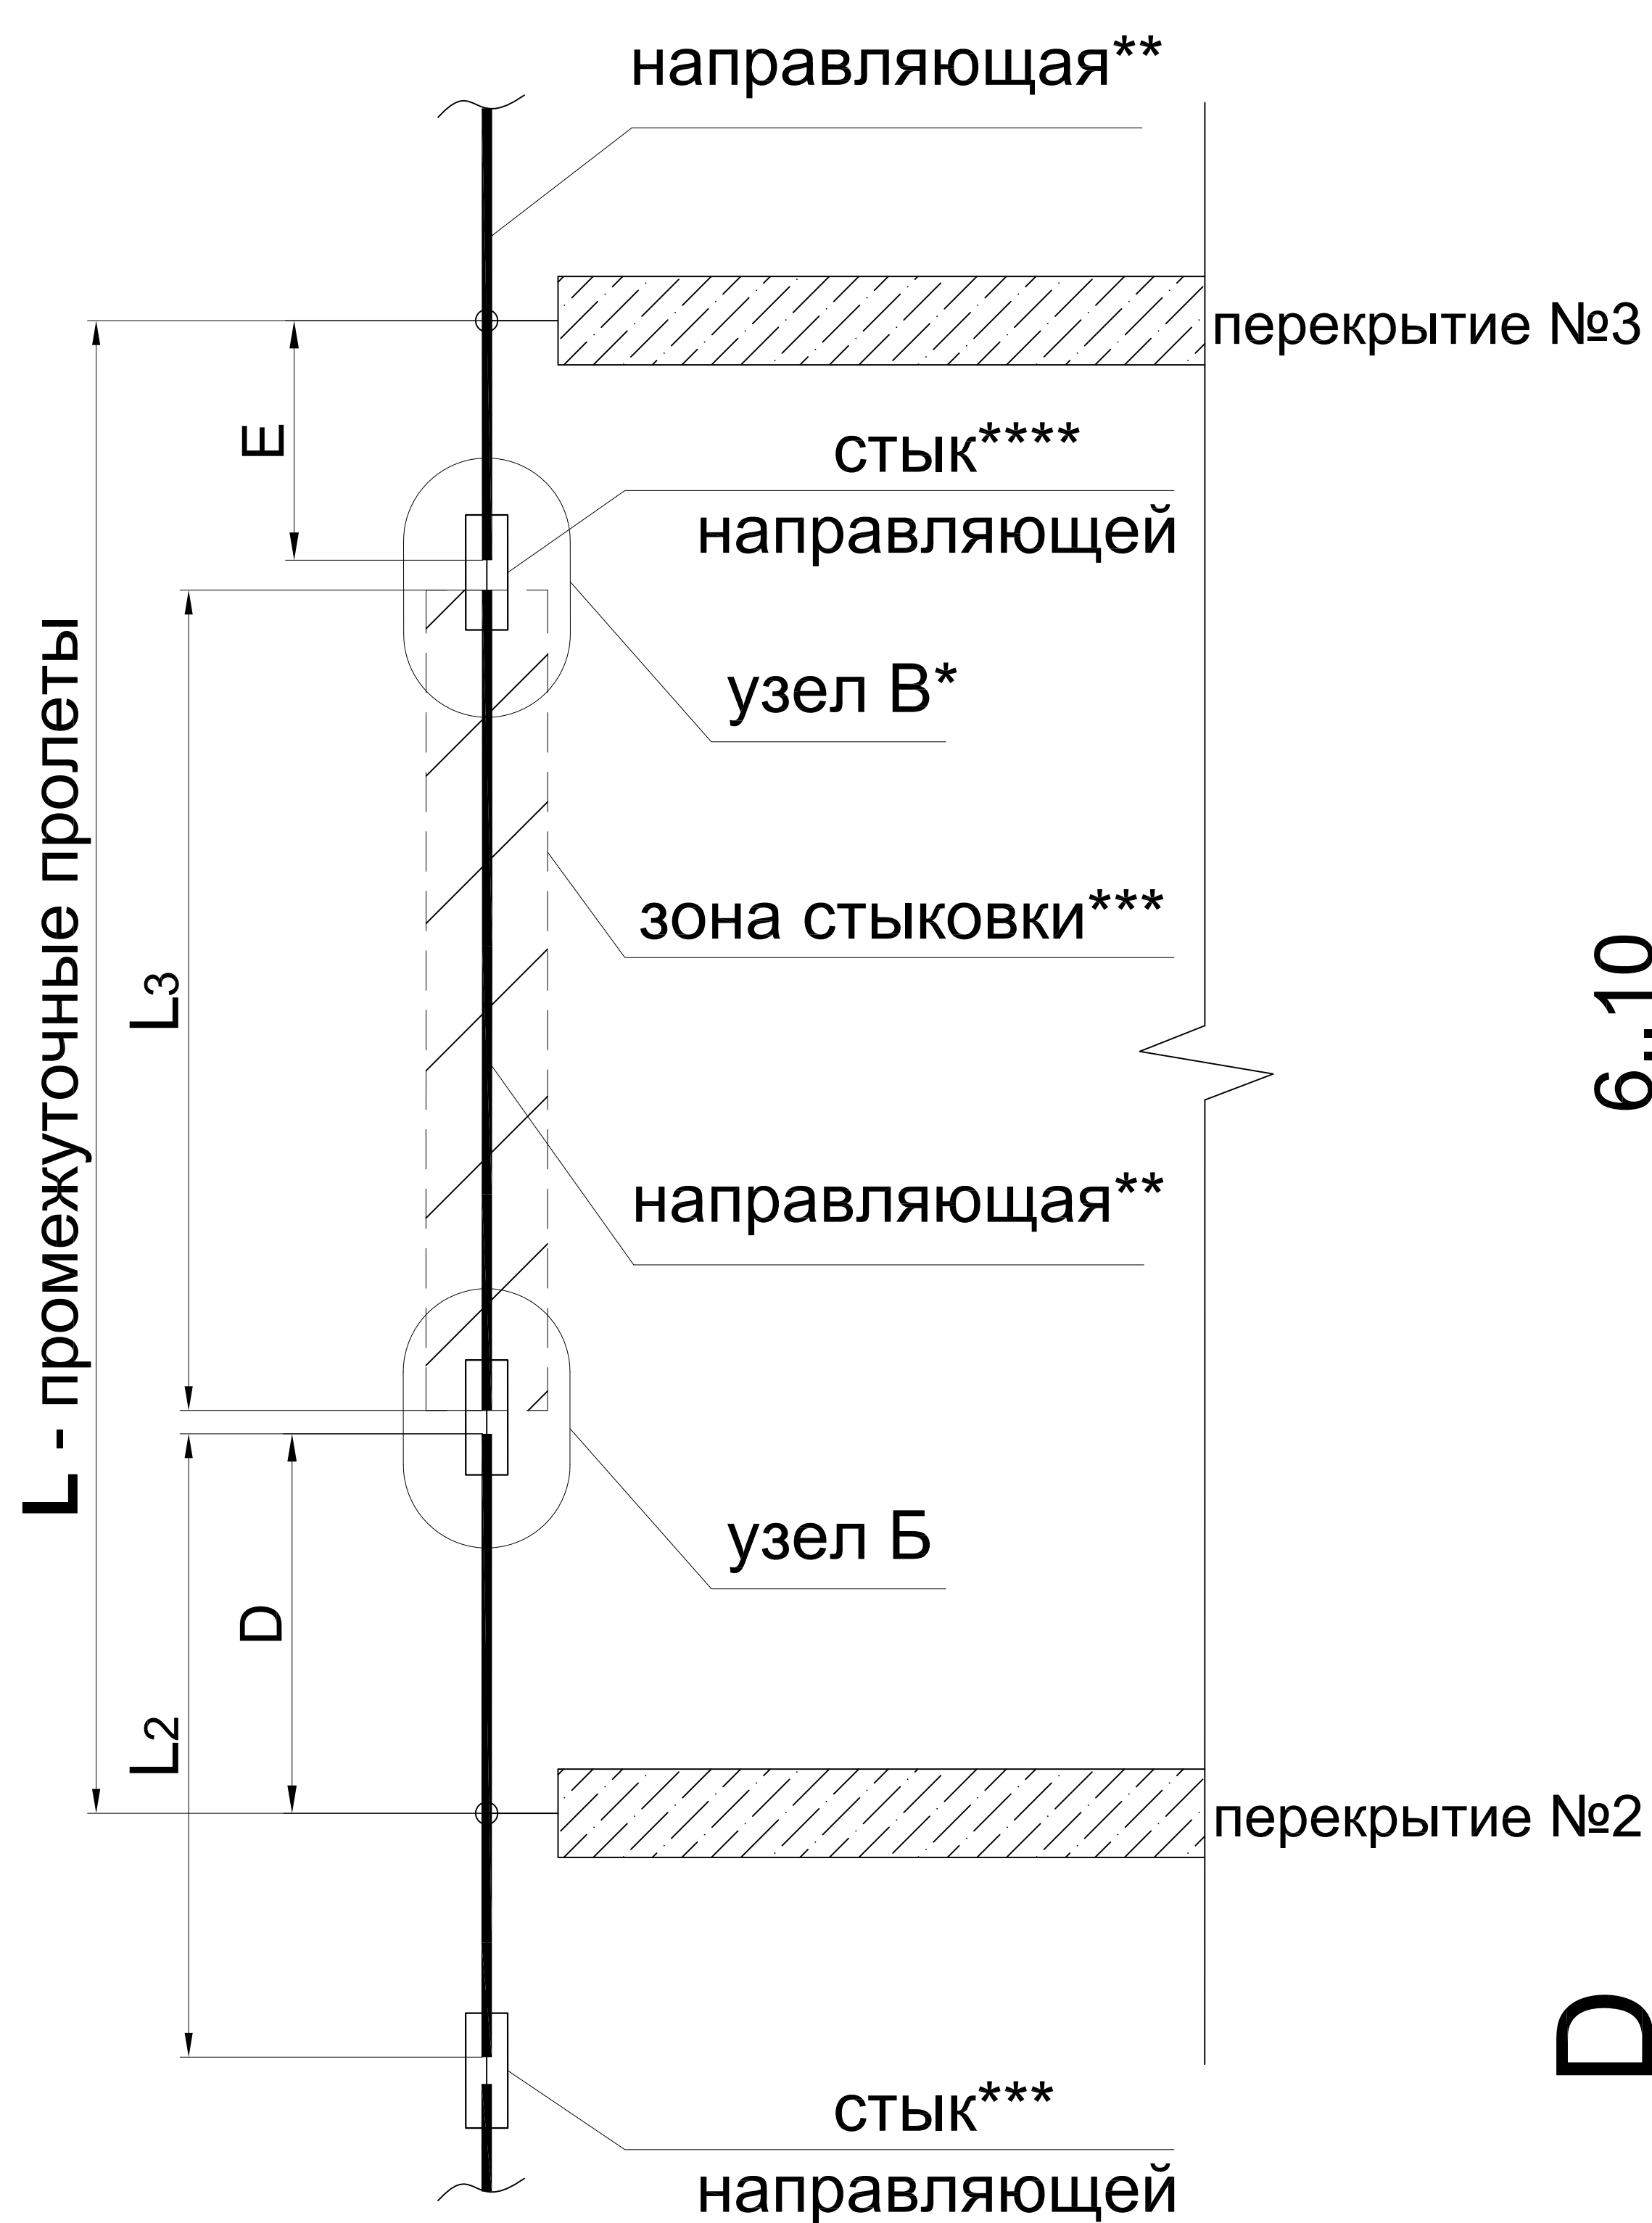 направляющая**
перекрытие №3
E
стык****
направляющей
узел В*
L - промежуточные пролеты
зона стыковки***
L3
6..10
направляющая**
узел Б
D
L2
перекрытие №2
D
стык***
направляющей